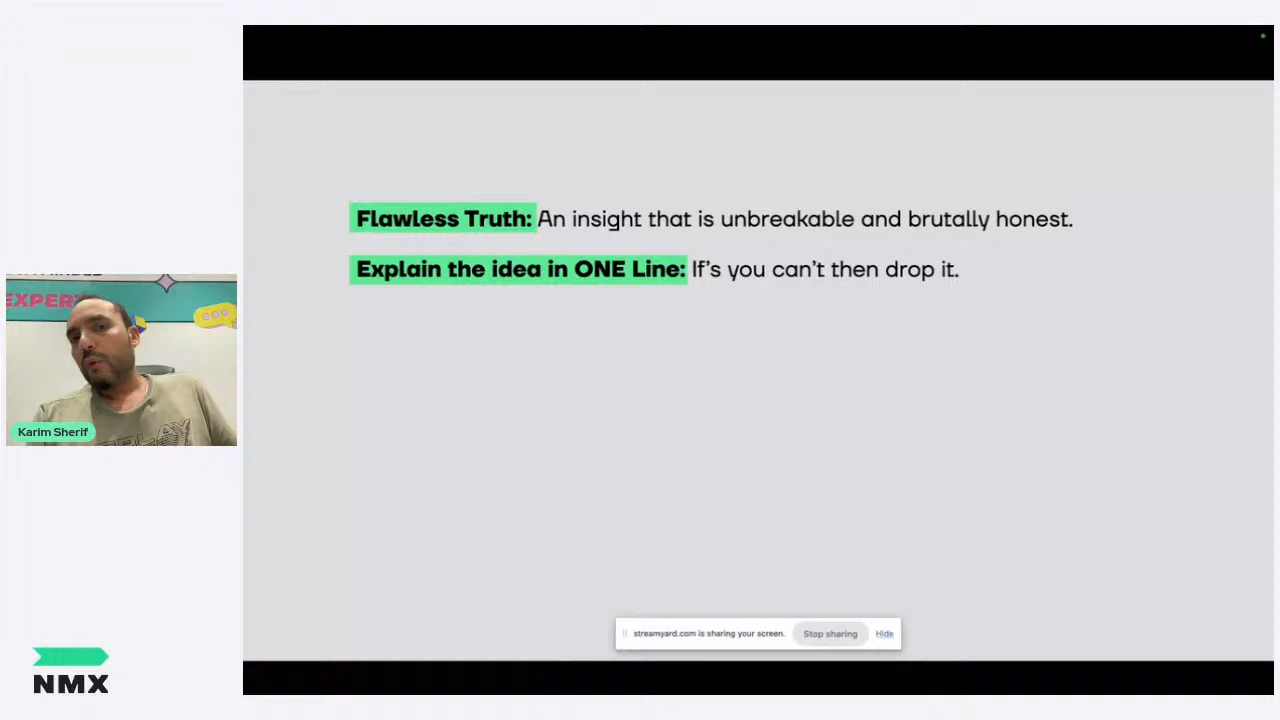 Flawless Truth: An insight that is unbreakable and brutally honest.
Explain the idea in ONE Line: If's you can't then drop it.
EXPERT
Karim Sherif
streamyard.com is sharing your screen. Stop sharing Hide
NMX